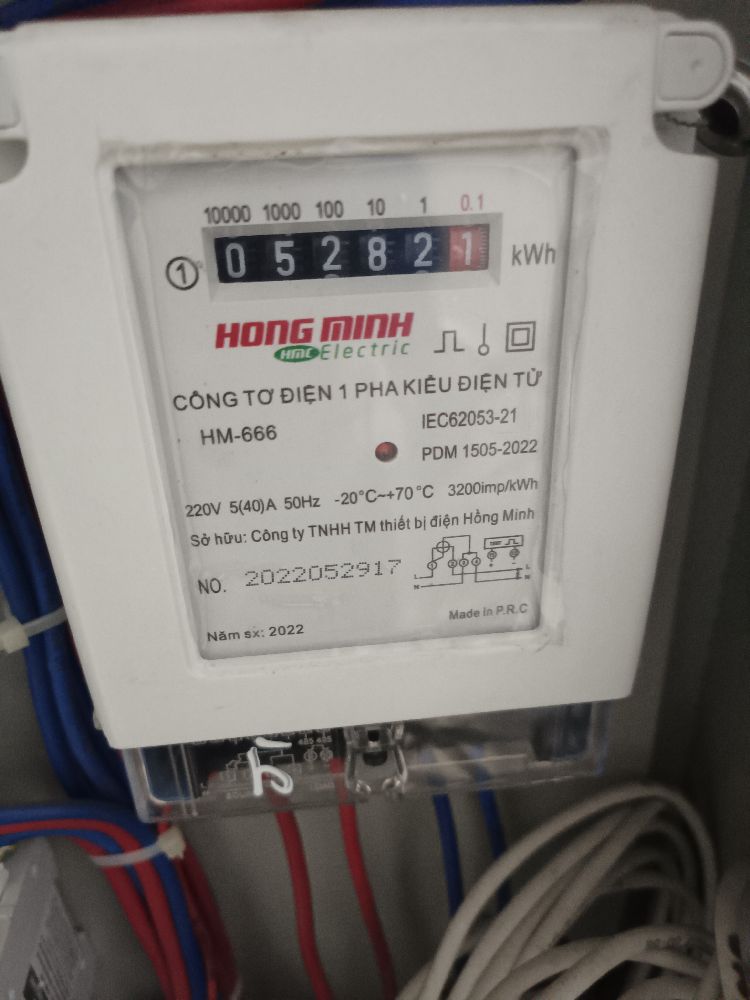 10000 1000 100 10 1 0.1
1 0 5 2 8 2 1 kWh
HONG MINH
HMC Electric
CÔNG TƠ ĐIỆN 1 PHA KIỂU ĐIỆN TỬ
HM-666
IEC62053-21
PDM 1505-2022
220V 5(40)A 50Hz -20°C~+70°C 3200imp/kWh
Sở hữu: Công ty TNHH TM thiết bị điện Hồng Minh
NO. 2022052917
Made in P.R.C
Năm sx: 2022